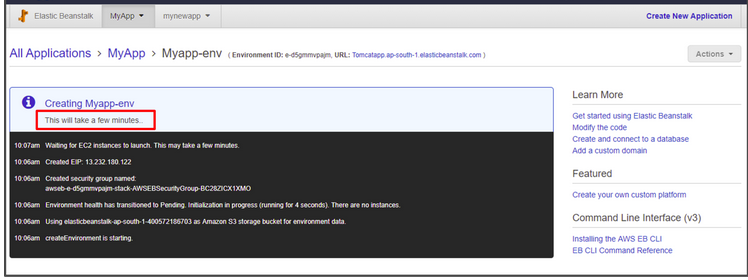 Elastic Beanstalk MyApp mynewapp Create New Application
All Applications > MyApp > Myapp-env ( Environment ID: e-d5gmmvpajm, URL: Tomcatapp.ap-south-1.elasticbeanstalk.com )
Actions
Creating Myapp-env
This will take a few minutes..
10:07am Waiting for EC2 instances to launch. This may take a few minutes.
10:06am Created EIP: 13.232.180.122
10:06am Created security group named:
awseb-e-d5gmmvpajm-stack-AWSEBSecurityGroup-BC28ZICX1XMO
10:06am Environment health has transitioned to Pending. Initialization in progress (running for 4 seconds). There are no instances.
10:06am Using elasticbeanstalk-ap-south-1-400572186703 as Amazon S3 storage bucket for environment data.
10:06am createEnvironment is starting.
Learn More
Get started using Elastic Beanstalk
Modify the code
Create and connect to a database
Add a custom domain
Featured
Create your own custom platform
Command Line Interface (v3)
Installing the AWS EB CLI
EB CLI Command Reference